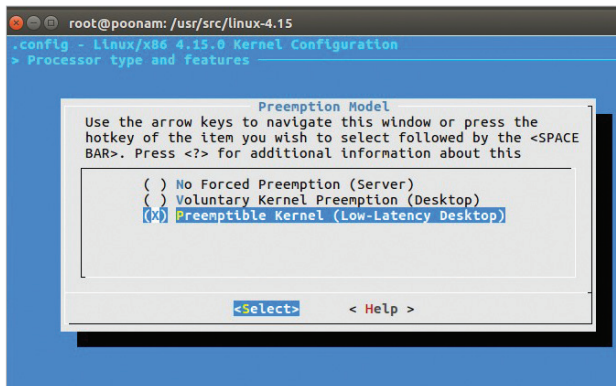 root@poonam: /usr/src/linux-4.15
.config - Linux/x86 4.15.0 Kernel Configuration
> Processor type and features
Preemption Model
Use the arrow keys to navigate this window or press the
hotkey of the item you wish to select followed by the <SPACE
BAR>. Press <?> for additional information about this
( ) No Forced Preemption (Server)
( ) Voluntary Kernel Preemption (Desktop)
(X) Preemptible Kernel (Low-Latency Desktop)
<Select> < Help >